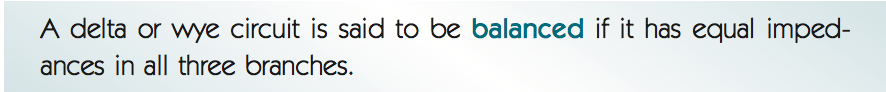 A delta or wye circuit is said to be balanced if it has equal imped-
ances in all three branches.